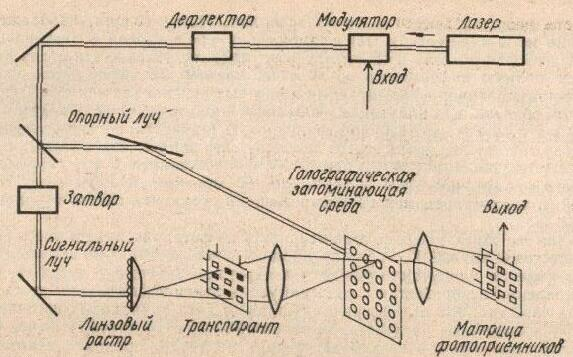 Дефлектор
Модулятор
Лазер
Вход
Опорный луч
Голографическая
запоминающая
среда
Затвор
Выход
Сигнальный
луч
Линзовый
растр
Транспарант
Матрица
фотоприемников